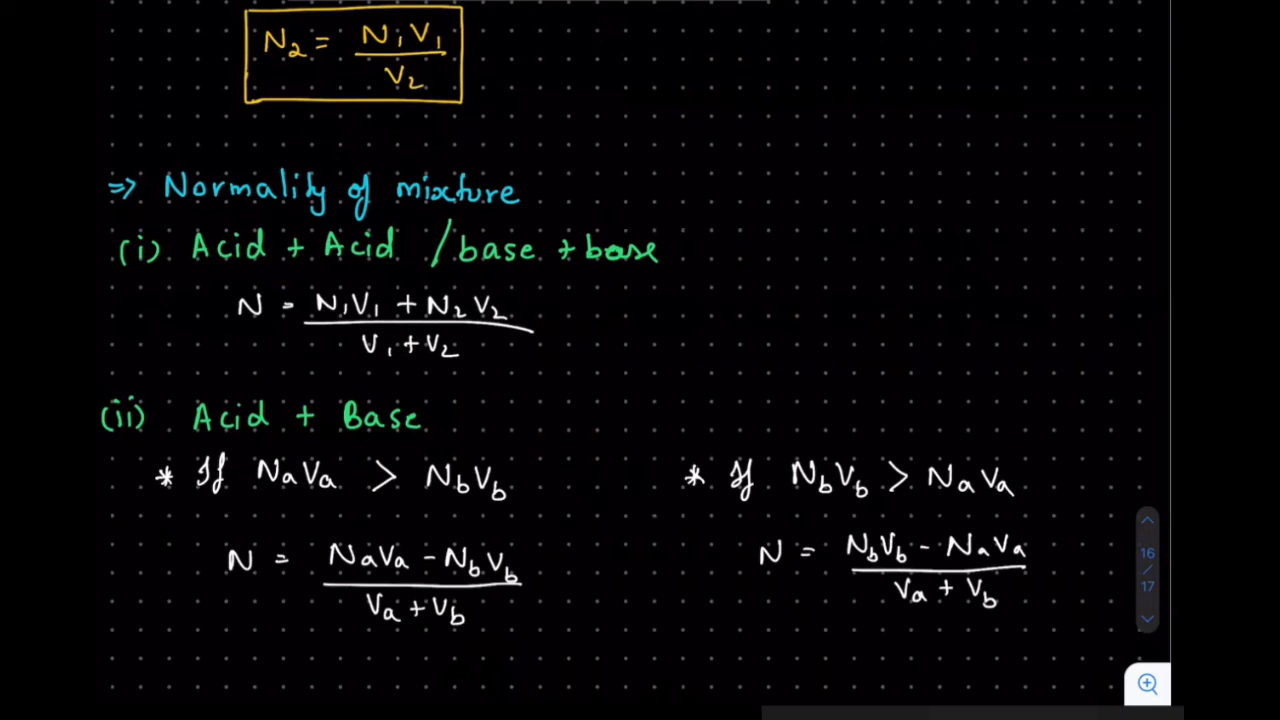 N₂ = N₁V₁ / V₂
⇒ Normality of mixture
(i) Acid + Acid / base + base
N = N₁V₁ + N₂V₂ / V₁ + V₂
(ii) Acid + Base
* If NaVa > NbVb
N = NaVa - NbVb / Va + Vb
* If NbVb > NaVa
N = NbVb - NaVa / Va + Vb
16
/
17